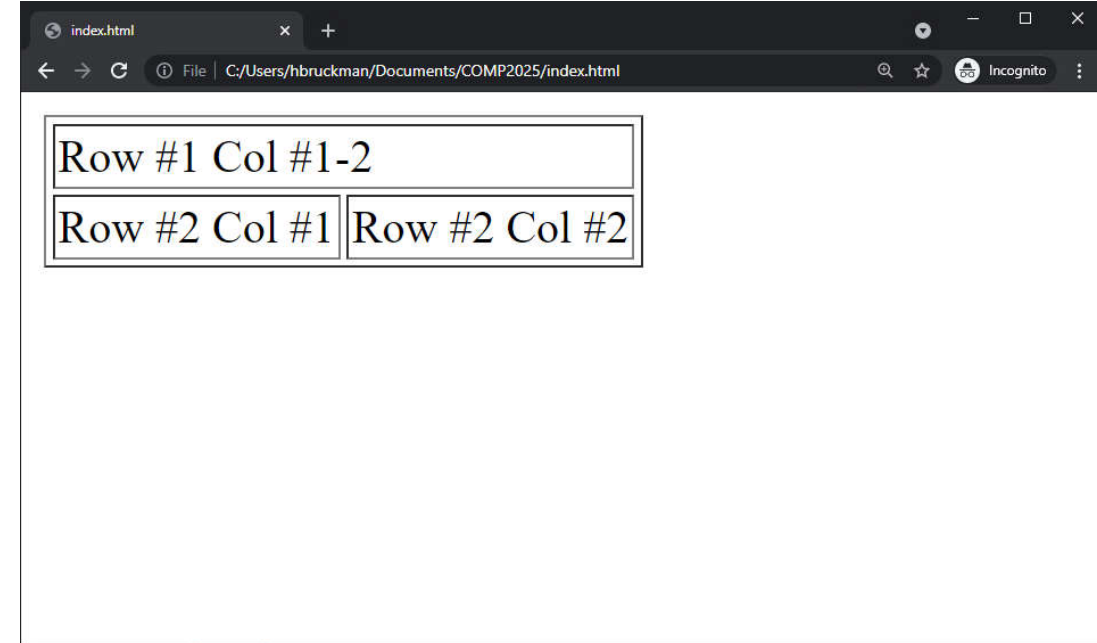 index.html
File C:/Users/hbruckman/Documents/COMP2025/index.html Incognito
Row #1 Col #1-2
Row #2 Col #1 Row #2 Col #2